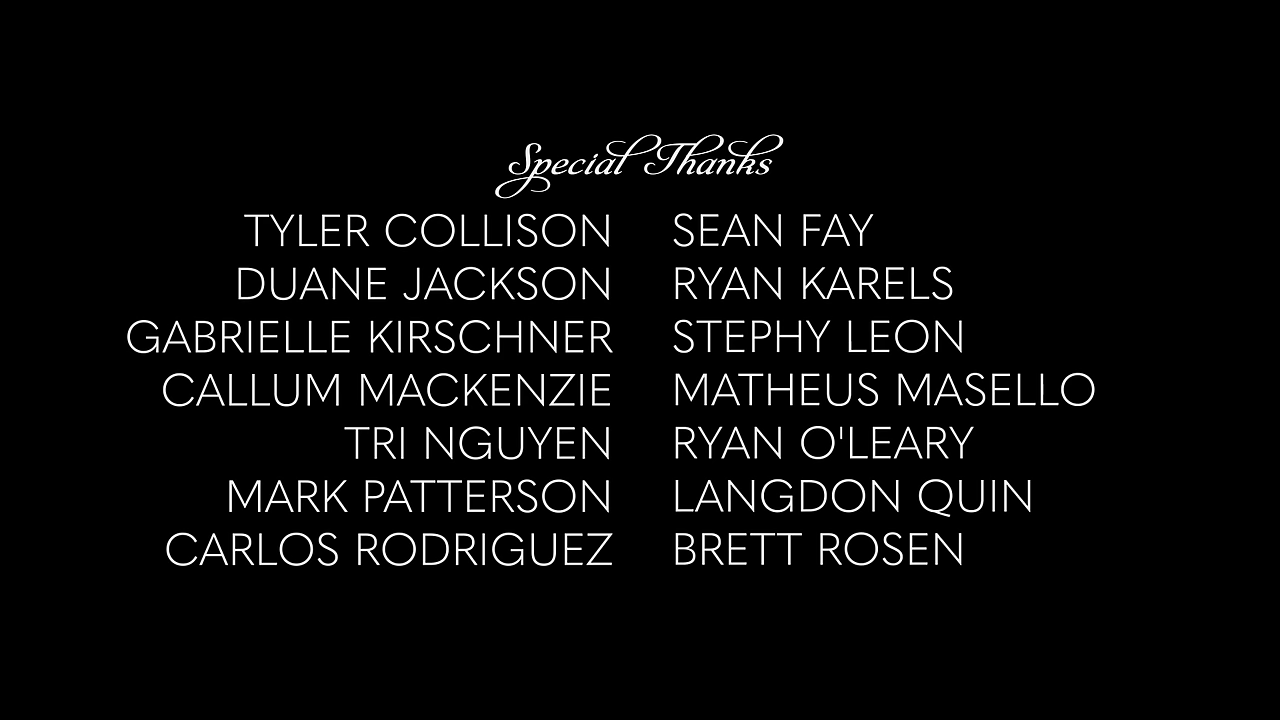 Special Thanks
TYLER COLLISON SEAN FAY
DUANE JACKSON RYAN KARELS
GABRIELLE KIRSCHNER STEPHY LEON
CALLUM MACKENZIE MATHEUS MASELLO
TRI NGUYEN RYAN O'LEARY
MARK PATTERSON LANGDON QUIN
CARLOS RODRIGUEZ BRETT ROSEN